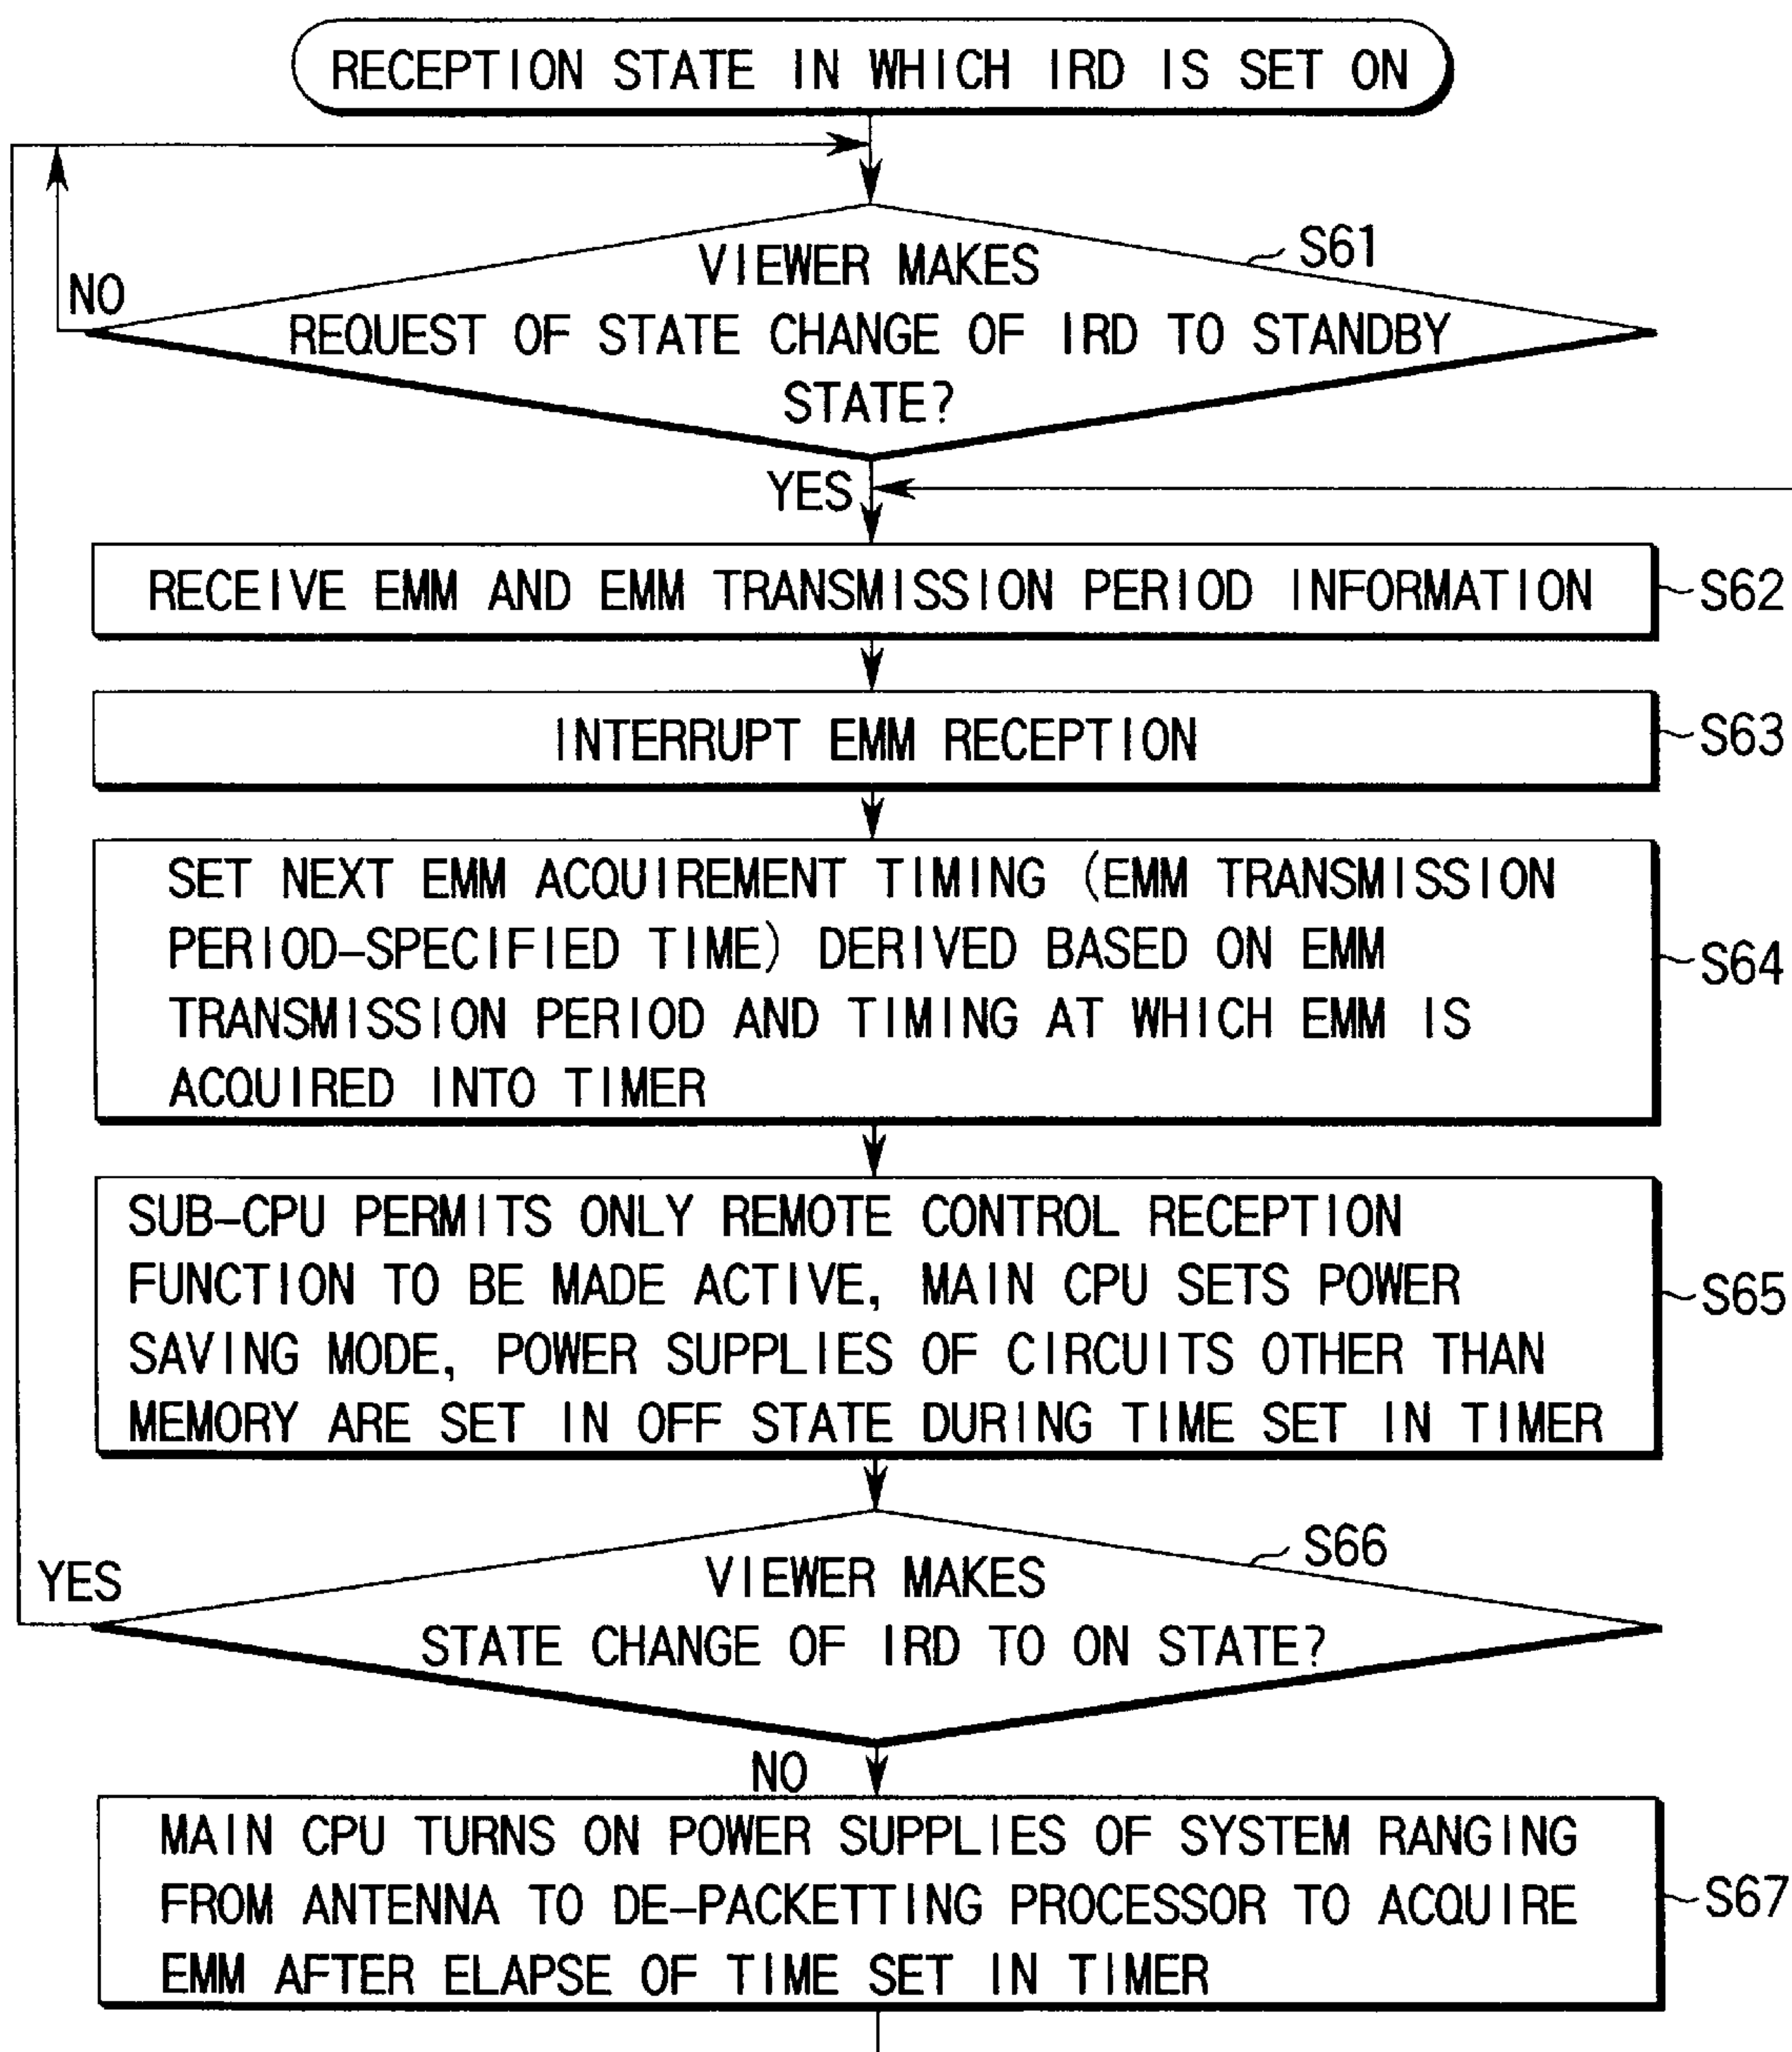 RECEPTION STATE IN WHICH IRD IS SET ON
S61
VIEWER MAKES
NO
REQUEST OF STATE CHANGE OF IRD TO STANDBY
STATE?
YES
RECEIVE EMM AND EMM TRANSMISSION PERIOD INFORMATION
S62
INTERRUPT EMM RECEPTION
S63
SET NEXT EMM ACQUIREMENT TIMING (EMM TRANSMISSION
PERIOD-SPECIFIED TIME) DERIVED BASED ON EMM
TRANSMISSION PERIOD AND TIMING AT WHICH EMM IS
ACQUIRED INTO TIMER
S64
SUB-CPU PERMITS ONLY REMOTE CONTROL RECEPTION
FUNCTION TO BE MADE ACTIVE, MAIN CPU SETS POWER
SAVING MODE, POWER SUPPLIES OF CIRCUITS OTHER THAN
MEMORY ARE SET IN OFF STATE DURING TIME SET IN TIMER
S65
S66
YES
VIEWER MAKES
STATE CHANGE OF IRD TO ON STATE?
NO
MAIN CPU TURNS ON POWER SUPPLIES OF SYSTEM RANGING
FROM ANTENNA TO DE-PACKETTING PROCESSOR TO ACQUIRE
EMM AFTER ELAPSE OF TIME SET IN TIMER
S67